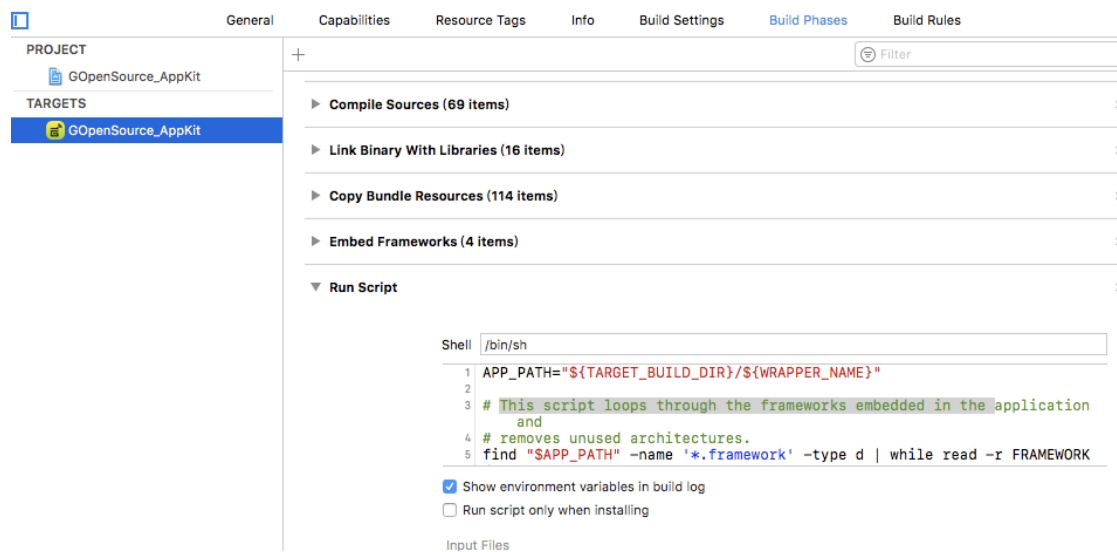 General Capabilities Resource Tags Info Build Settings Build Phases Build Rules
PROJECT
GOpenSource_AppKit
TARGETS
GOpenSource_AppKit
+
Filter
Compile Sources (69 items)
Link Binary With Libraries (16 items)
Copy Bundle Resources (114 items)
Embed Frameworks (4 items)
Run Script
Shell /bin/sh
1 APP_PATH="${TARGET_BUILD_DIR}/${WRAPPER_NAME}"
2
3 # This script loops through the frameworks embedded in the application
and
4 # removes unused architectures.
5 find "$APP_PATH" -name '*.framework' -type d | while read -r FRAMEWORK
Show environment variables in build log
Run script only when installing
Input Files